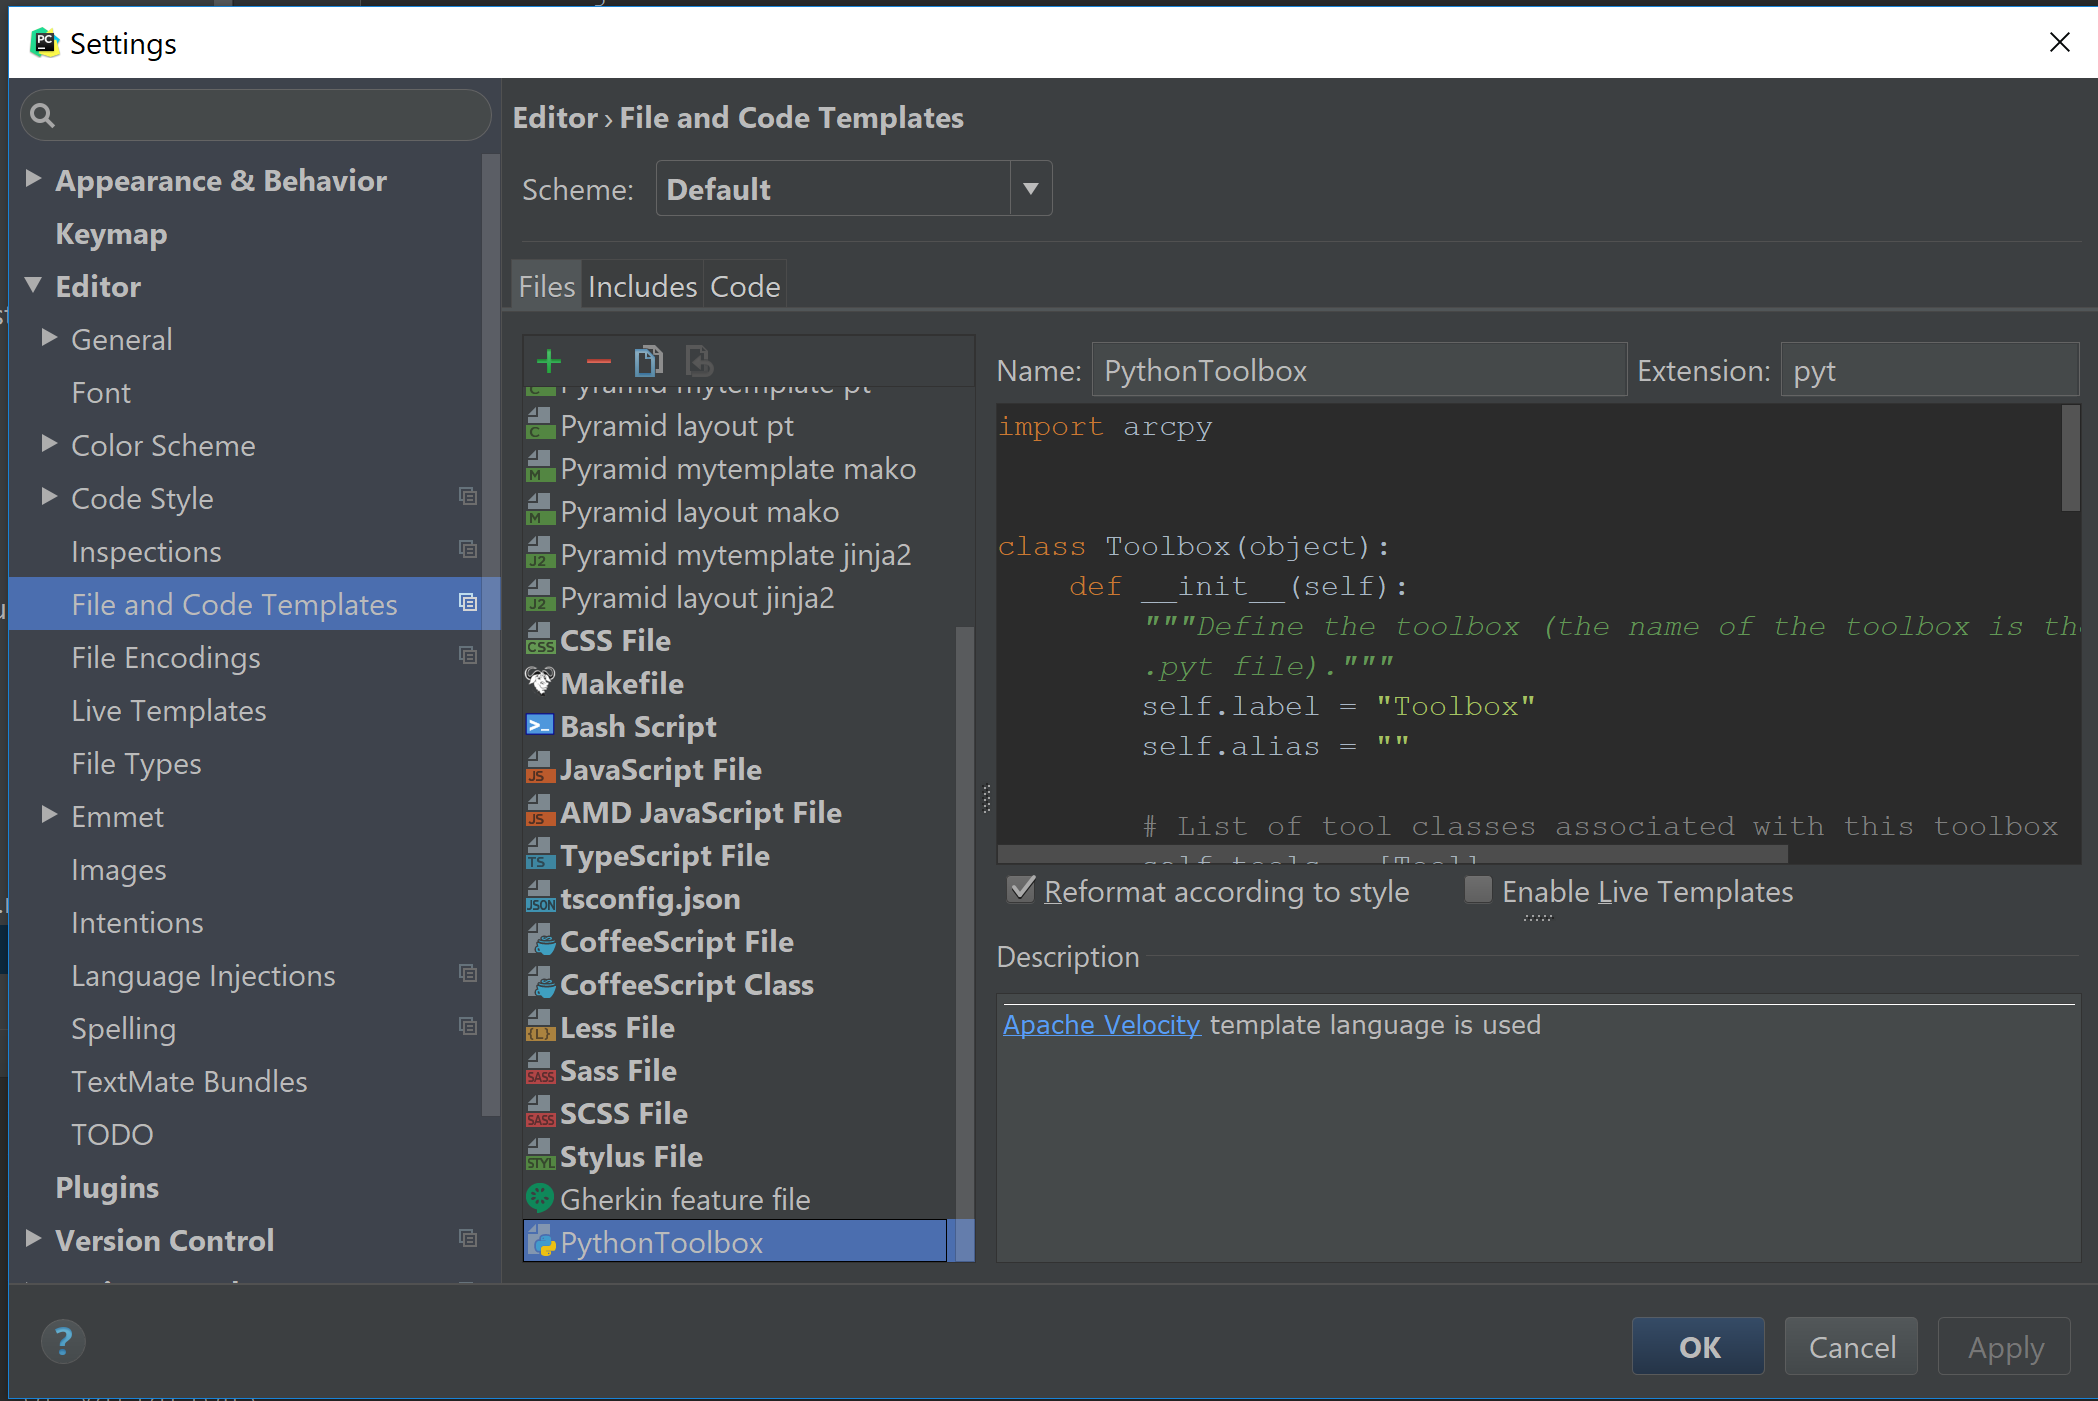 Settings
Editor › File and Code Templates
Scheme: Default
Files Includes Code
Appearance & Behavior
Keymap
Editor
General
Font
Color Scheme
Code Style
Inspections
File and Code Templates
File Encodings
Live Templates
File Types
Emmet
Images
Intentions
Language Injections
Spelling
TextMate Bundles
TODO
Plugins
Version Control
Pyramid mytemplate pt
Pyramid layout pt
Pyramid mytemplate mako
Pyramid layout mako
Pyramid mytemplate jinja2
Pyramid layout jinja2
CSS File
Makefile
Bash Script
JavaScript File
AMD JavaScript File
TypeScript File
tsconfig.json
CoffeeScript File
CoffeeScript Class
Less File
Sass File
SCSS File
Stylus File
Gherkin feature file
PythonToolbox
Name: PythonToolbox Extension: pyt
import arcpy
class Toolbox(object):
def __init__(self):
"""Define the toolbox (the name of the toolbox is the
.pyt file)."""
self.label = "Toolbox"
self.alias = ""
# List of tool classes associated with this toolbox
self.tools = [Tool]
Reformat according to style Enable Live Templates
Description
Apache Velocity template language is used
? OK Cancel Apply